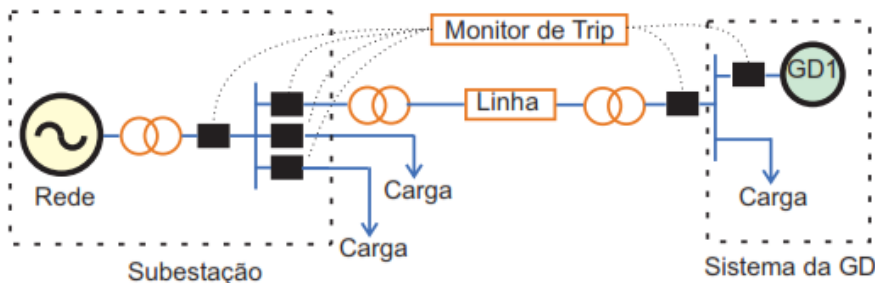 Monitor de Trip
GD1
Linha
Rede
Carga
Carga
Carga
Subestação
Sistema da GD